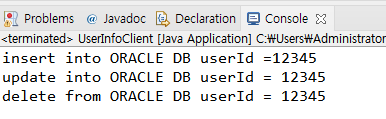 Problems @ Javadoc Declaration Console
<terminated> UserInfoClient [Java Application] C:₩Users₩Administrator
insert into ORACLE DB userId =12345
update into ORACLE DB userId = 12345
delete from ORACLE DB userId = 12345